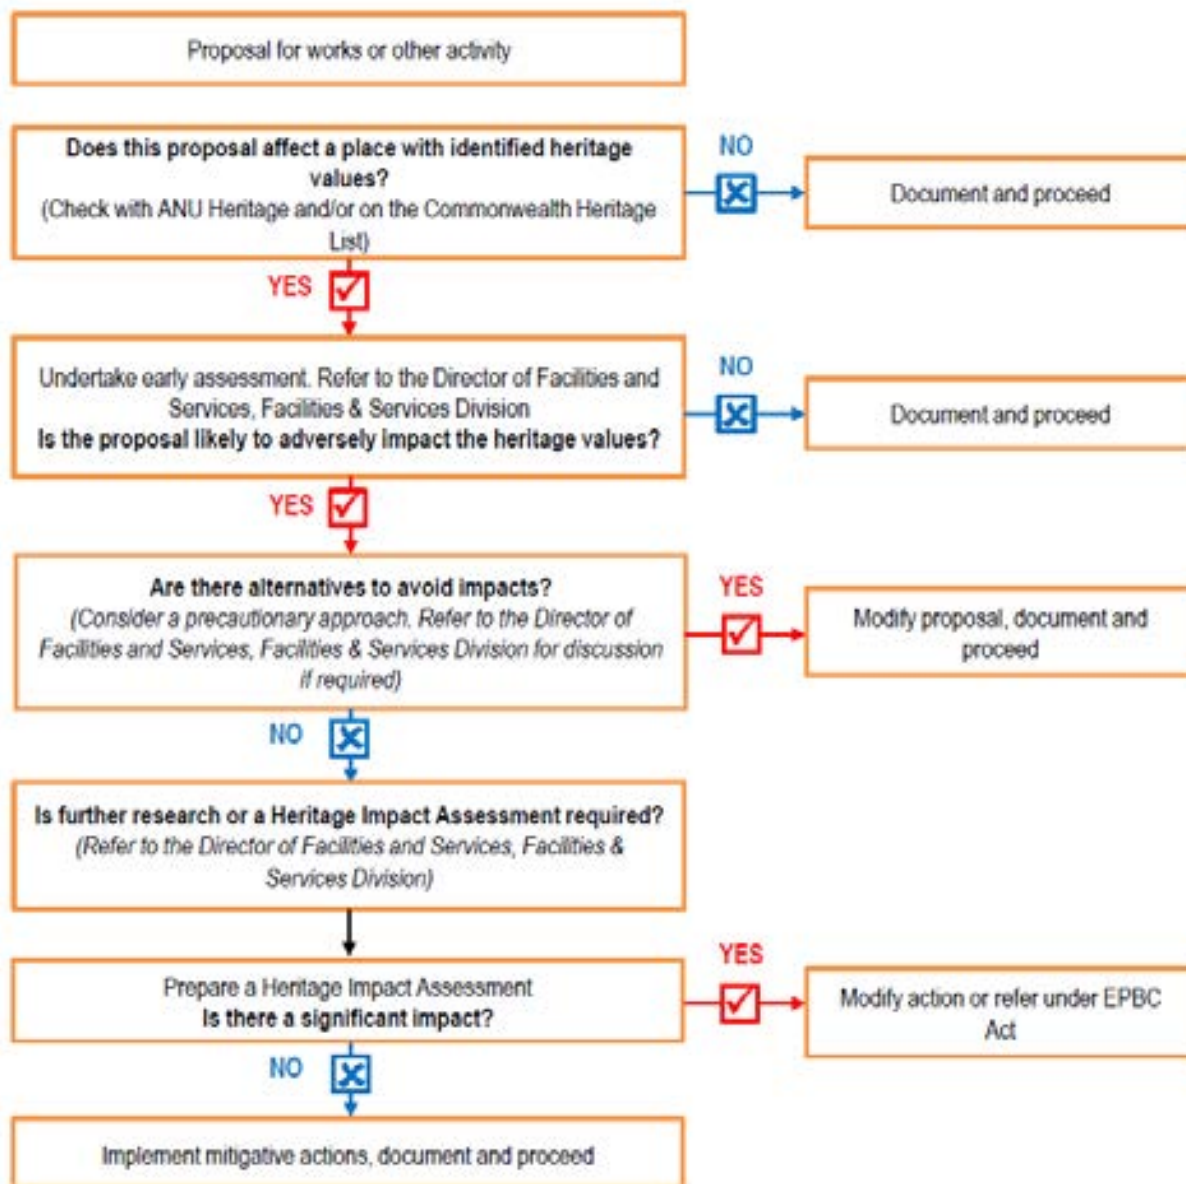 Proposal for works or other activity
Does this proposal affect a place with identified heritage
values?
(Check with ANU Heritage and/or on the Commonwealth Heritage
List)
NO
Document and proceed
YES
Undertake early assessment. Refer to the Director of Facilities and
Services, Facilities & Services Division
Is the proposal likely to adversely impact the heritage values?
NO
Document and proceed
YES
Are there alternatives to avoid impacts?
(Consider a precautionary approach. Refer to the Director of
Facilities and Services, Facilities & Services Division for discussion
if required)
YES
Modify proposal, document and
proceed
NO
Is further research or a Heritage Impact Assessment required?
(Refer to the Director of Facilities and Services, Facilities &
Services Division)
Prepare a Heritage Impact Assessment
Is there a significant impact?
YES
Modify action or refer under EPBC
Act
NO
Implement mitigative actions, document and proceed